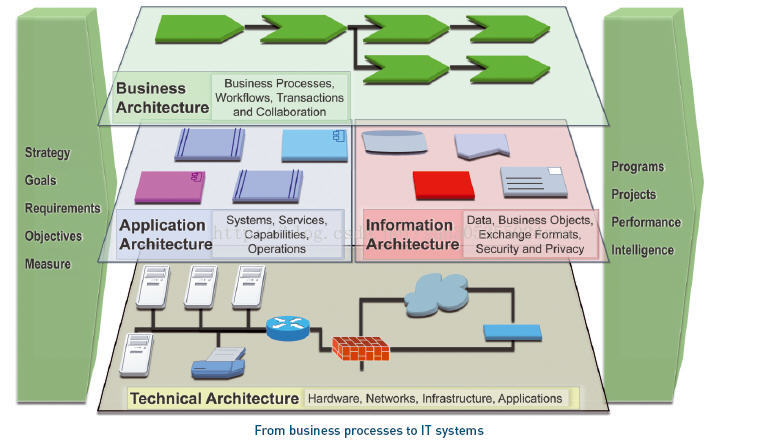 Business
Architecture
Business Processes,
Workflows, Transactions
and Collaboration
Strategy
Goals
Requirements
Objectives
Measure
Application
Architecture
Systems, Services,
Capabilities,
Operations
Information
Architecture
Data, Business Objects,
Exchange Formats,
Security and Privacy
Programs
Projects
Performance
Intelligence
Technical Architecture
Hardware, Networks, Infrastructure, Applications
From business processes to IT systems